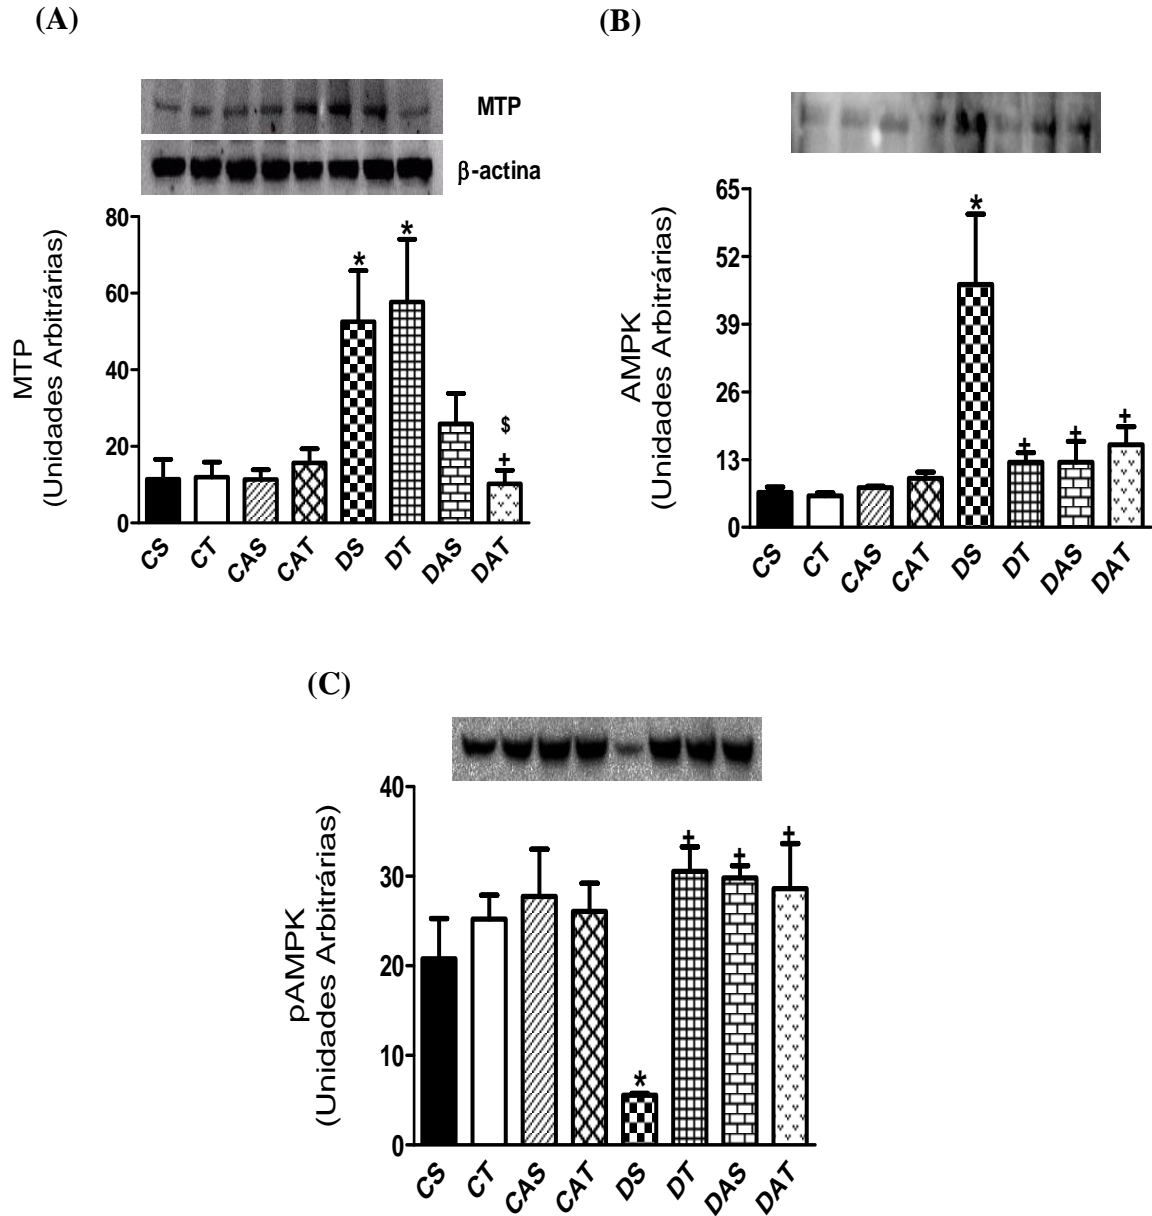 (A)
MTP
β-actina
MTP
(Unidades Arbitrárias)
80
60
40
20
0
*
*
$
+
CS CT CAS CAT DS DT DAS DAT
(B)
AMPK
(Unidades Arbitrárias)
65
52
39
26
13
0
*
+
+
+
CS CT CAS CAT DS DT DAS DAT
(C)
pAMPK
(Unidades Arbitrárias)
40
30
20
10
0
*
+
+
+
CS CT CAS CAT DS DT DAS DAT